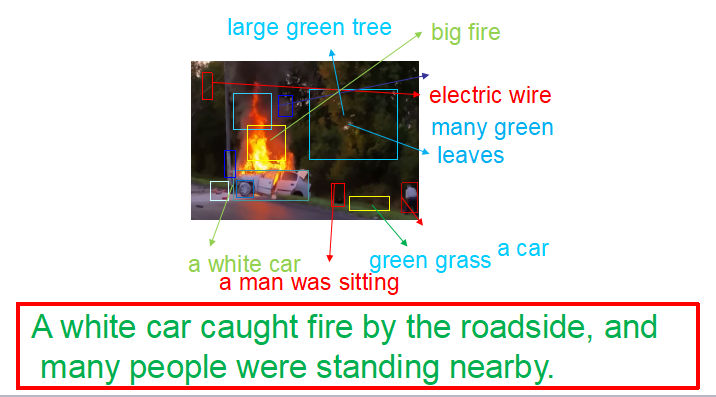 large green tree
big fire
electric wire
many green
leaves
a white car
green grass
a car
a man was sitting
A white car caught fire by the roadside, and
many people were standing nearby.